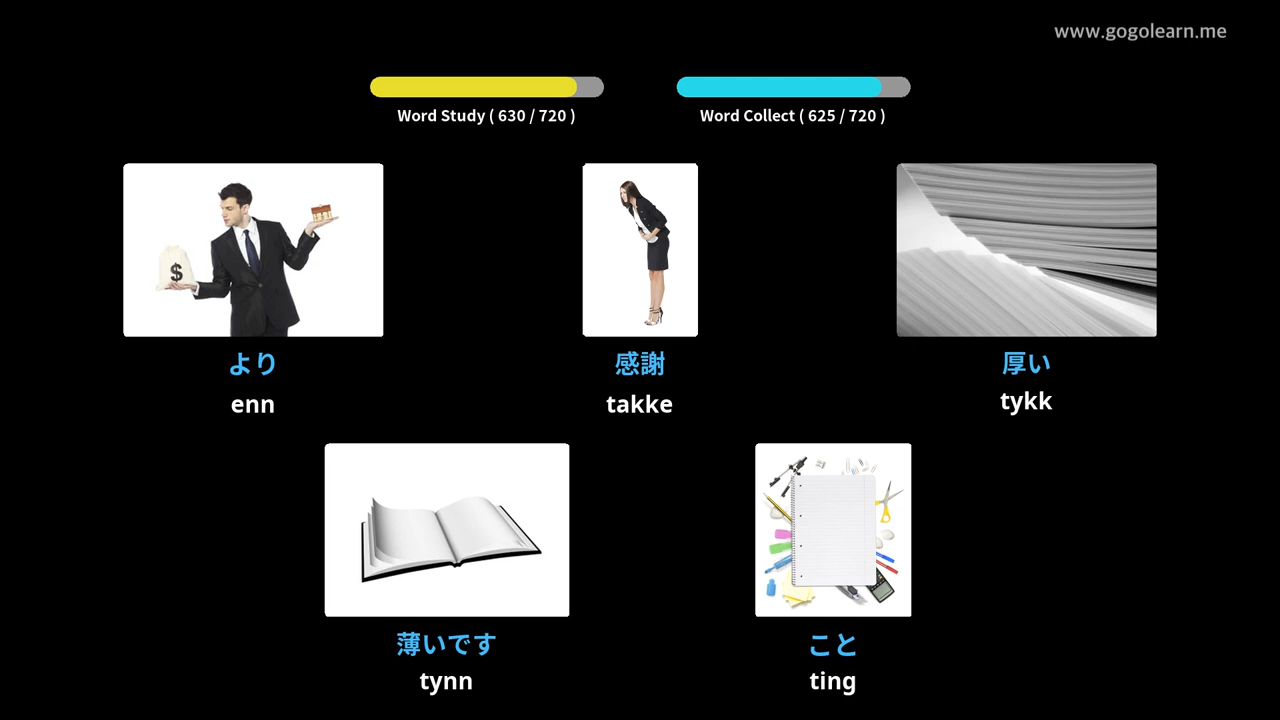 www.gogolearn.me
Word Study ( 630 / 720 )
Word Collect ( 625 / 720 )
$
より
感謝
厚い
enn
takke
tykk
薄いです
こと
tynn
ting